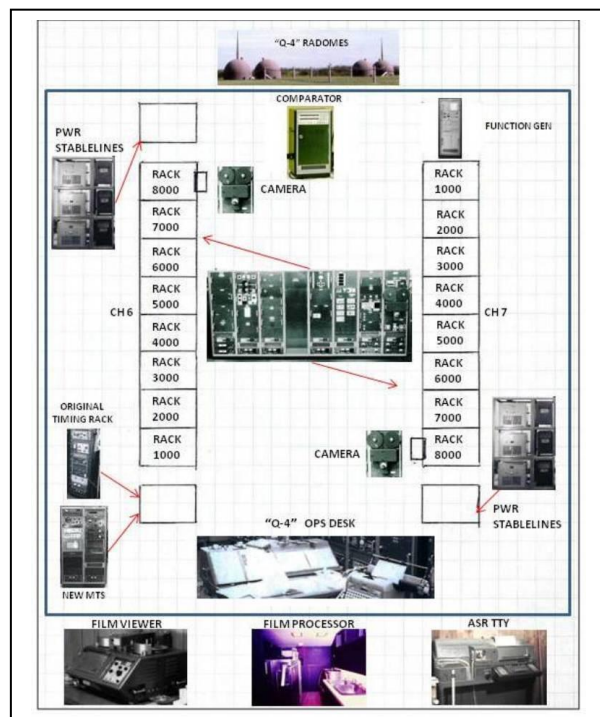 "Q-4" RADOMES
COMPARATOR
FUNCTION GEN
PWR
STABLELINES
CAMERA
RACK
8000
RACK
7000
RACK
6000
RACK
5000
RACK
4000
RACK
3000
RACK
2000
RACK
1000
CH 6
RACK
1000
RACK
2000
RACK
3000
RACK
4000
RACK
5000
RACK
6000
RACK
7000
RACK
8000
CH 7
ORIGINAL
TIMING RACK
CAMERA
NEW MTS
PWR
STABLELINES
"Q-4" OPS DESK
FILM VIEWER
FILM PROCESSOR
ASR TTY